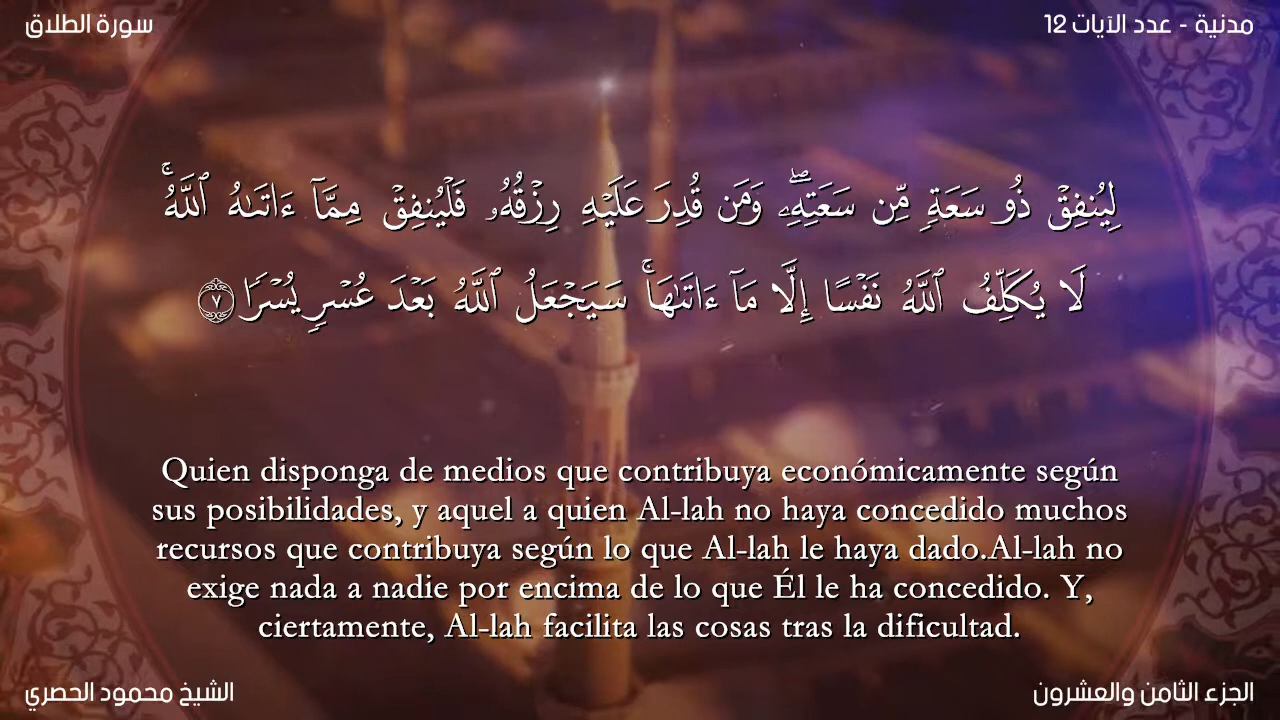 مدنية - عدد الآيات 12
سورة الطلاق
لِيُنفِقْ ذُو سَعَةٍ مِّن سَعَتِهِۦۖ وَمَن قُدِرَ عَلَيْهِ رِزْقُهُۥ فَلْيُنفِقْ مِمَّآ ءَاتَىٰهُ ٱللَّهُۚ
لَا يُكَلِّفُ ٱللَّهُ نَفْسًا إِلَّا مَآ ءَاتَىٰهَاۚ سَيَجْعَلُ ٱللَّهُ بَعْدَ عُسْرٍ يُسْرًا ٧
Quien disponga de medios que contribuya económicamente según
sus posibilidades, y aquel a quien Al-lah no haya concedido muchos
recursos que contribuya según lo que Al-lah le haya dado.Al-lah no
exige nada a nadie por encima de lo que Él le ha concedido. Y,
ciertamente, Al-lah facilita las cosas tras la dificultad.
الجزء الثامن والعشرون
الشيخ محمود الحصري